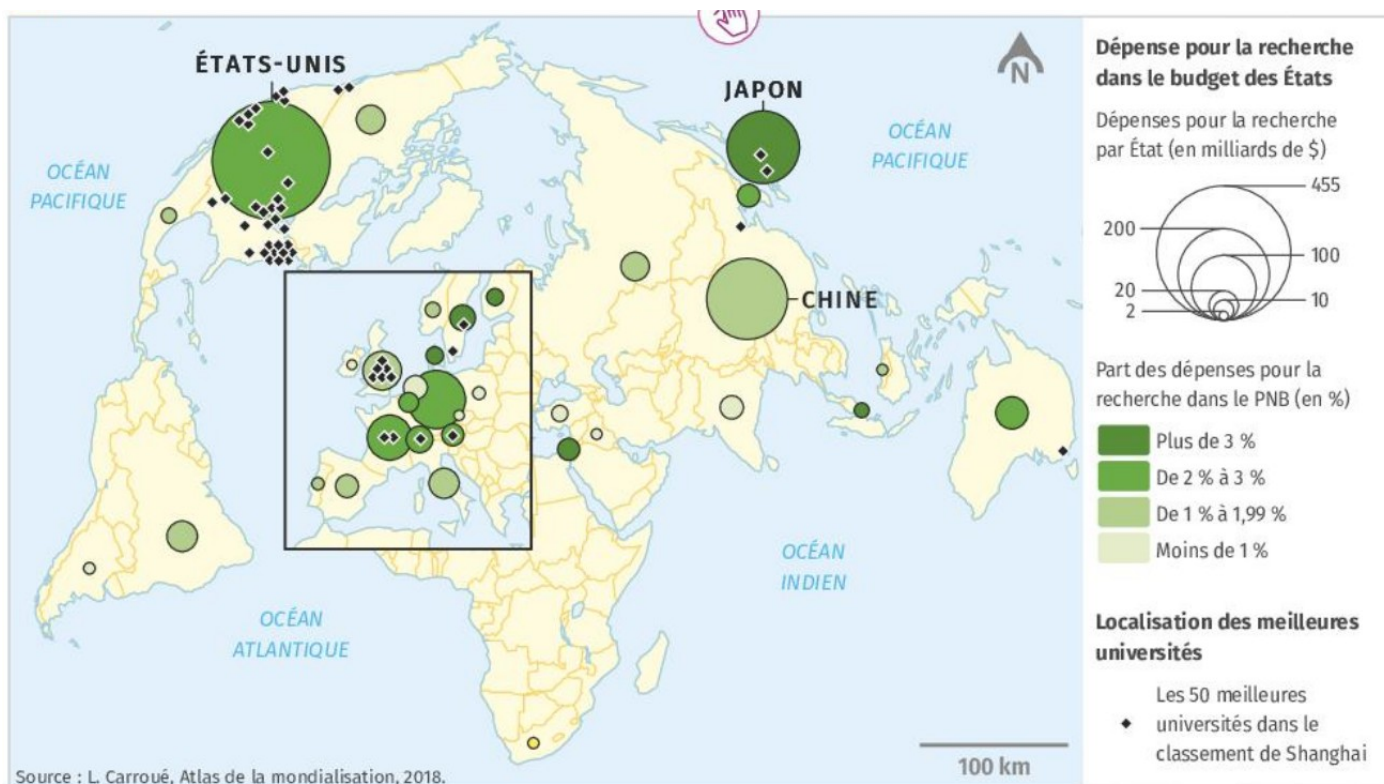 ÉTATS-UNIS
JAPON
OCÉAN
PACIFIQUE
OCÉAN
PACIFIQUE
N
CHINE
OCÉAN
INDIEN
OCÉAN
ATLANTIQUE
100 km
Source : L. Carroué, Atlas de la mondialisation, 2018.
Dépense pour la recherche
dans le budget des États
Dépenses pour la recherche
par État (en milliards de $)
455
200
100
20
10
2
Part des dépenses pour la
recherche dans le PNB (en %)
Plus de 3 %
De 2 % à 3 %
De 1 % à 1,99 %
Moins de 1 %
Localisation des meilleures
universités
Les 50 meilleures
universités dans le
classement de Shanghai